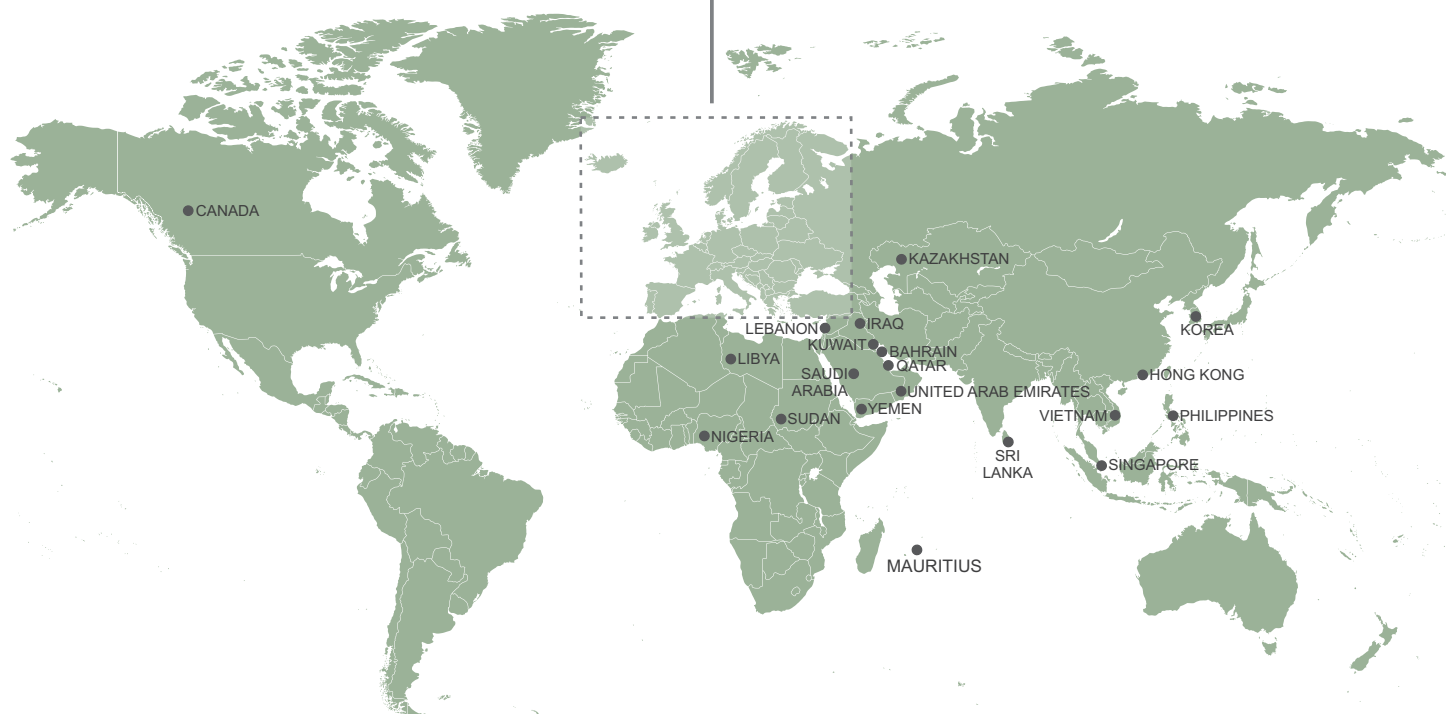 CANADA
KAZAKHSTAN
LEBANON
IRAQ
KOREA
KUWAIT
BAHRAIN
LIBYA
QATAR
SAUDI
ARABIA
HONG KONG
UNITED ARAB EMIRATES
YEMEN
VIETNAM
PHILIPPINES
SUDAN
NIGERIA
SRI
LANKA
SINGAPORE
MAURITIUS